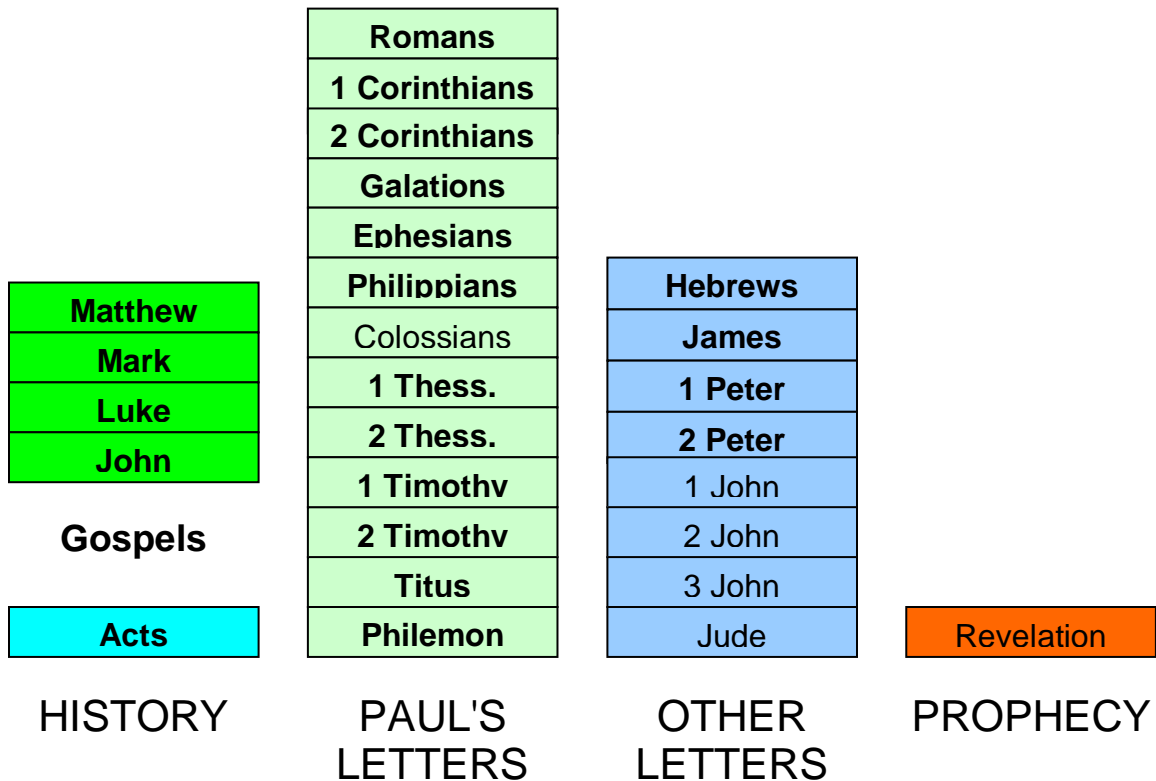 Romans
1 Corinthians
2 Corinthians
Galations
Ephesians
Philippians
Colossians
1 Thess.
2 Thess.
1 Timothy
2 Timothy
Titus
Philemon
Matthew
Mark
Luke
John
Gospels
Acts
Hebrews
James
1 Peter
2 Peter
1 John
2 John
3 John
Jude
Revelation
HISTORY
PAUL'S
LETTERS
OTHER
LETTERS
PROPHECY